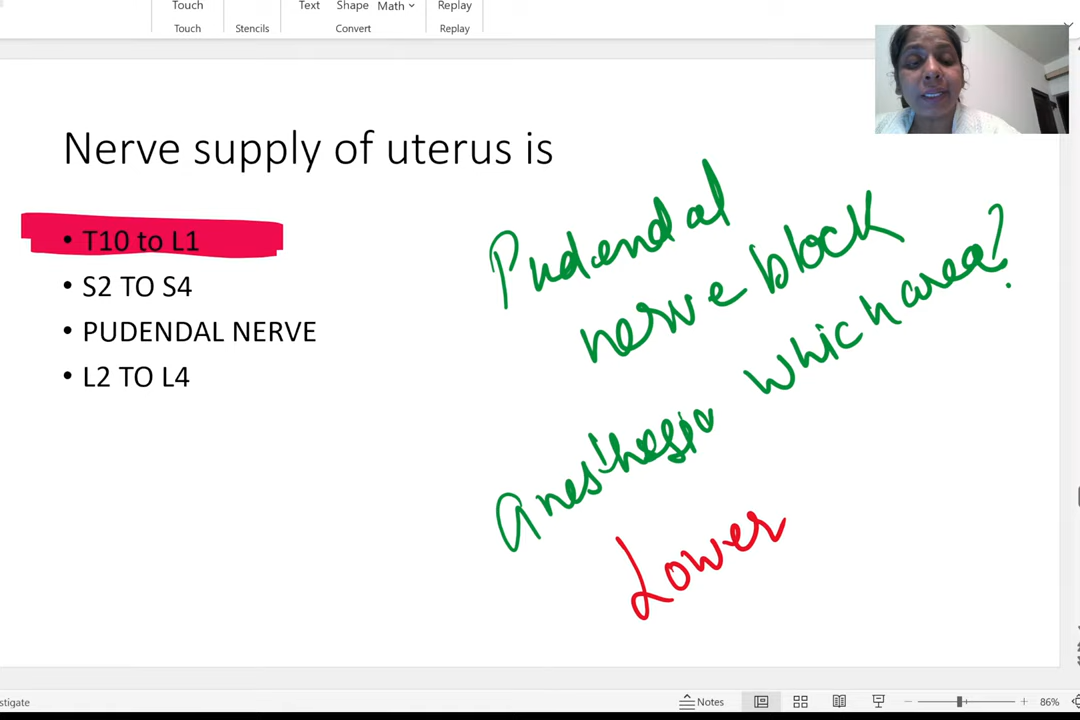 Text Shape Math Replay
Touch
Touch Stencils Convert Replay
Nerve supply of uterus is
• T10 to L1
• S2 TO S4
• PUDENDAL NERVE
• L2 TO L4
Pudendal
nerve block
which area?
Anesthesia
Lower
stigate Notes 86%